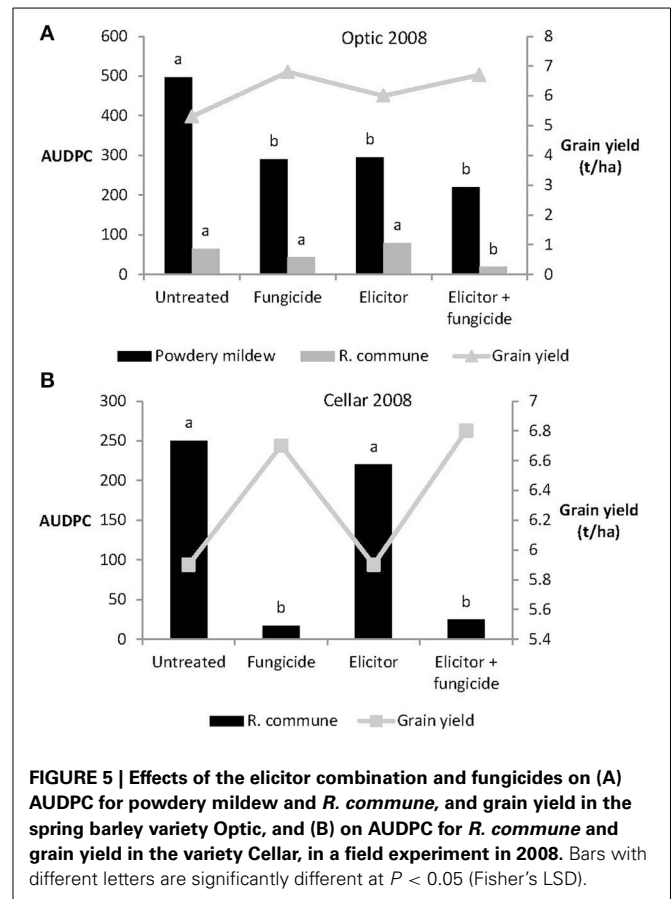 A
Optic 2008
600
500
400
300
200
100
0
AUDPC
8
7
6
5
4
3
2
1
0
Grain yield
(t/ha)
a
b
b
b
a
a
a
b
Untreated Fungicide Elicitor Elicitor +
fungicide
Powdery mildew R. commune Grain yield
B
Cellar 2008
300
250
200
150
100
50
0
AUDPC
7
6.8
6.6
6.4
6.2
6
5.8
5.6
5.4
Grain yield
(t/ha)
a
b
a
b
Untreated Fungicide Elicitor Elicitor +
fungicide
R. commune Grain yield
FIGURE 5 | Effects of the elicitor combination and fungicides on (A)
AUDPC for powdery mildew and R. commune, and grain yield in the
spring barley variety Optic, and (B) on AUDPC for R. commune and
grain yield in the variety Cellar, in a field experiment in 2008. Bars with
different letters are significantly different at P < 0.05 (Fisher's LSD).